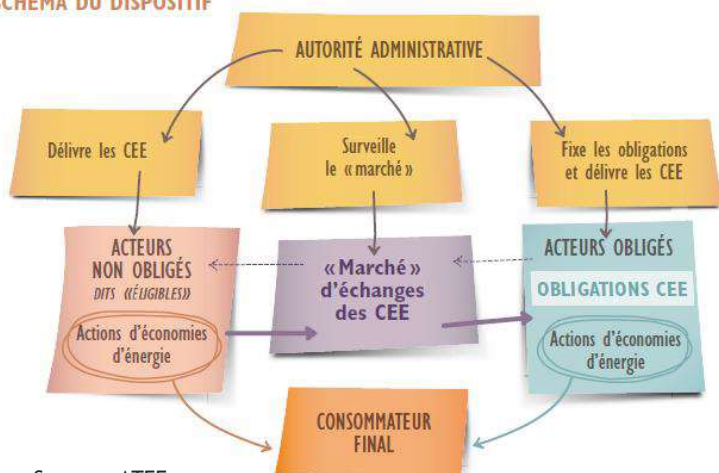 SCHÉMA DU DISPOSITIF
AUTORITÉ ADMINISTRATIVE
Délivre les CEE
Surveille
le «marché»
Fixe les obligations
et délivre les CEE
ACTEURS
NON OBLIGÉS
DITS «ÉLIGIBLES»
Actions d'économies
d'énergie
«Marché»
d'échanges
des CEE
ACTEURS OBLIGÉS
OBLIGATIONS CEE
Actions d'économies
d'énergie
CONSOMMATEUR
FINAL